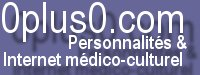 0plus0.com
Personnalités &
Internet médico-culturel